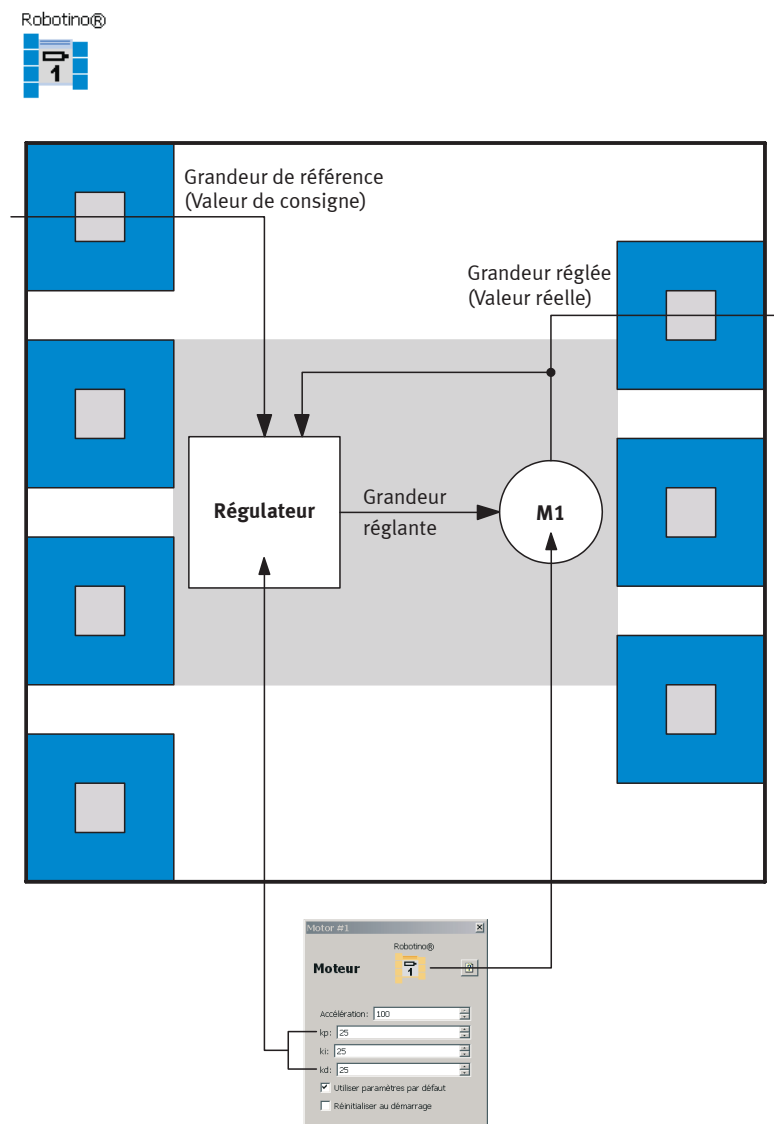 Robotino®
1
Grandeur de référence
(Valeur de consigne)
Grandeur réglée
(Valeur réelle)
Régulateur
Grandeur
réglante
M1
Motor #1
Robotino®
Moteur
1
Accélération: 100
kp: 25
ki: 25
kd: 25
Utiliser paramètres par défaut
Réinitialiser au démarrage